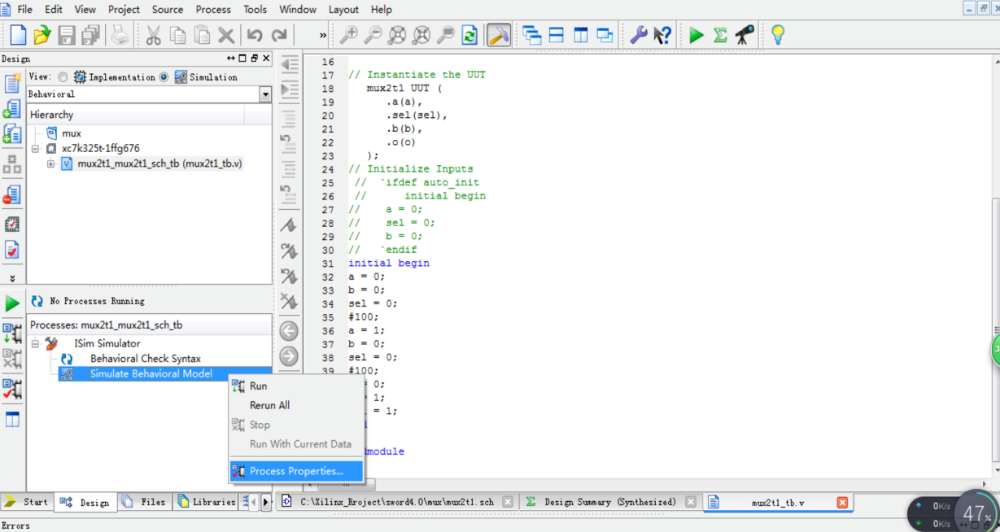 File Edit View Project Source Process Tools Window Layout Help
»
Design
View: Implementation Simulation
Behavioral
Hierarchy
mux
xc7k325t-1ffg676
mux2t1_mux2t1_sch_tb (mux2t1_tb.v)
No Processes Running
Processes: mux2t1_mux2t1_sch_tb
ISim Simulator
Behavioral Check Syntax
Simulate Behavioral Model
Run
Rerun All
Stop
Run With Current Data
Process Properties...
16
17 // Instantiate the UUT
18 mux2t1 UUT (
19 .a(a),
20 .sel(sel),
21 .b(b),
22 .o(o)
23 );
24 // Initialize Inputs
25 // `ifdef auto_init
26 // initial begin
27 // a = 0;
28 // sel = 0;
29 // b = 0;
30 // `endif
31 initial begin
32 a = 0;
33 b = 0;
34 sel = 0;
35 #100;
36 a = 1;
37 b = 0;
38 sel = 0;
39 #100;
= 0;
= 1;
= 1;
module
Start Design Files Libraries
C:\Xilinx_Rroject\sword4.0\mux\mux2t1.sch
Design Summary (Synthesized)
mux2t1_tb.v
0K/s
0K/s
47%
Errors